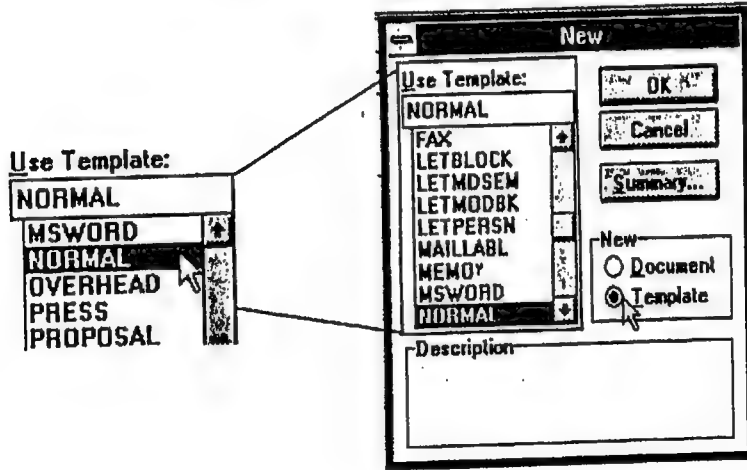 Use Template:
NORMAL
MSWORD
NORMAL
OVERHEAD
PRESS
PROPOSAL
New
Use Template:
NORMAL
FAX
LETBLOCK
LETMDSEM
LETMODBK
LETPERSN
MAILLABL
MEMOY
MSWORD
NORMAL
OK
Cancel
Summary...
New
Document
Template
Description